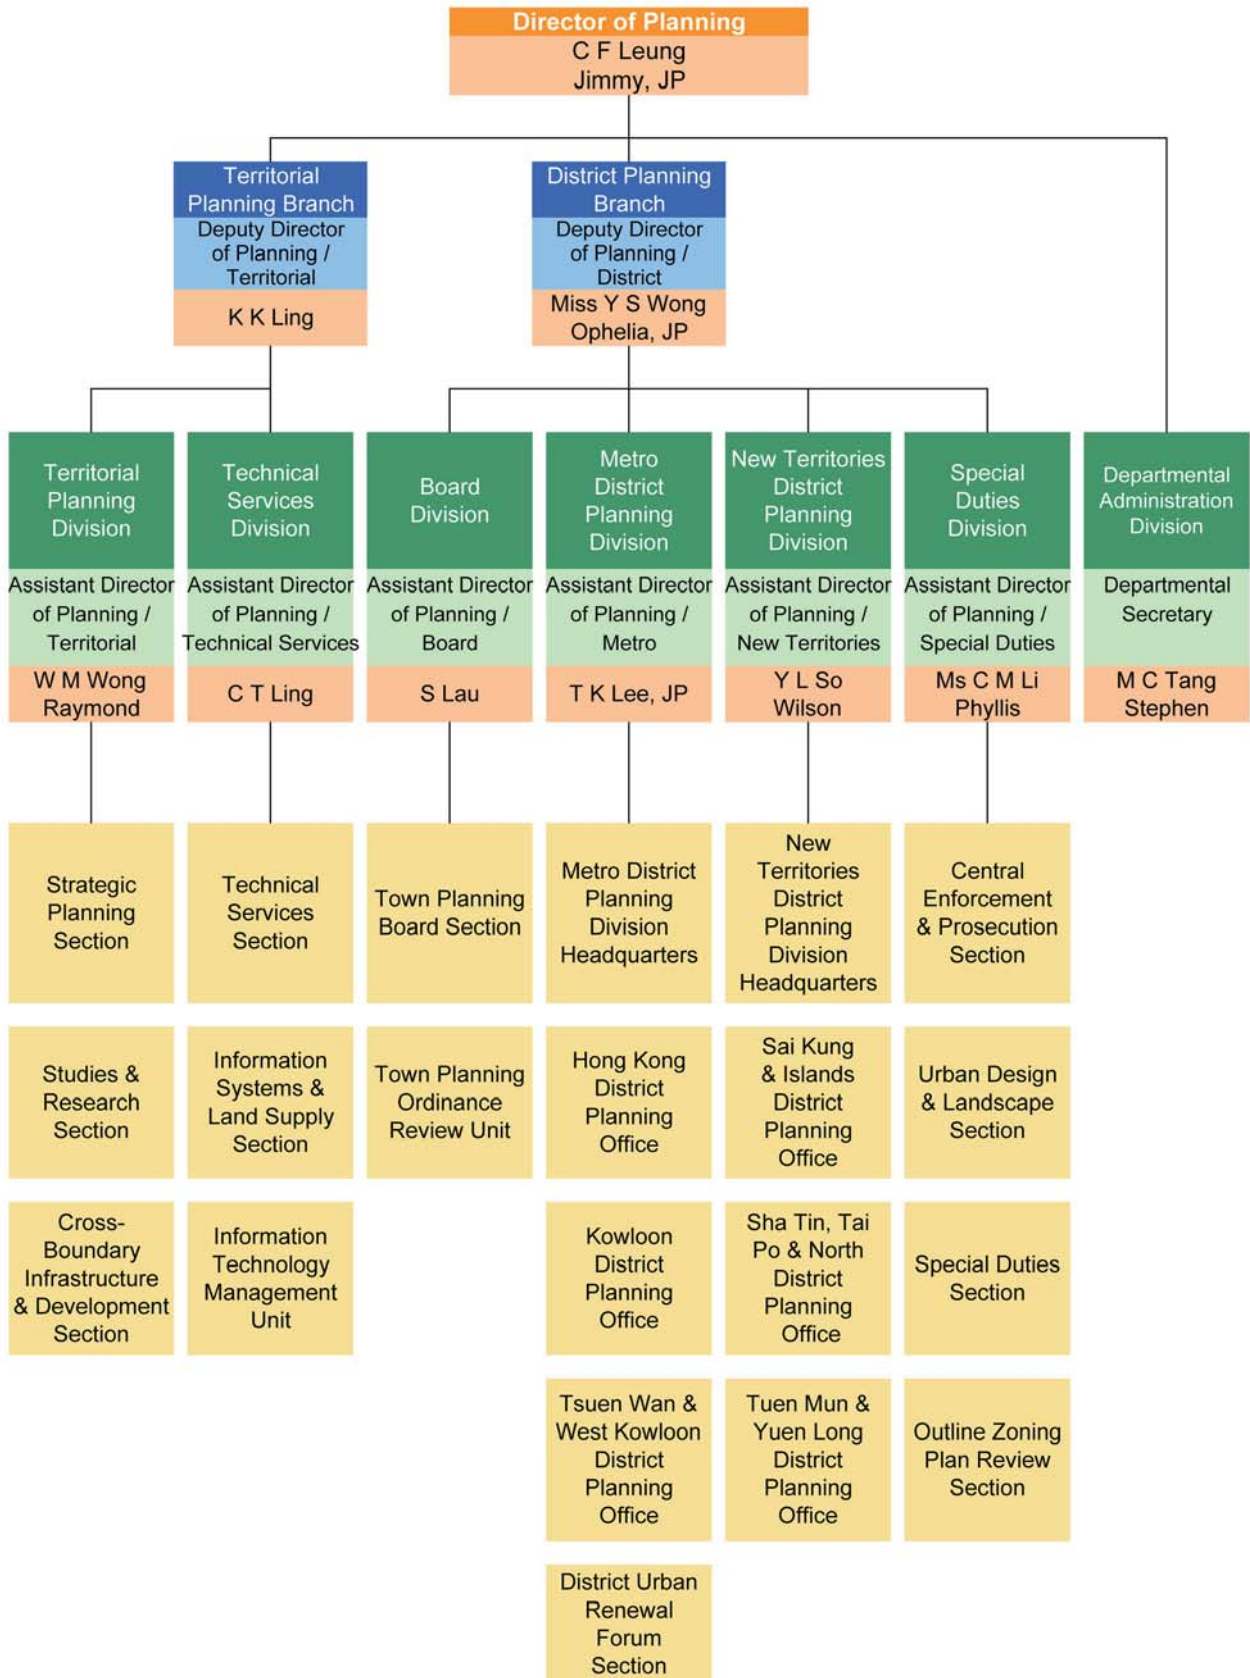 Director of Planning
C F Leung
Jimmy, JP
Territorial
Planning Branch
Deputy Director
of Planning /
Territorial
K K Ling
District Planning
Branch
Deputy Director
of Planning /
District
Miss Y S Wong
Ophelia, JP
Territorial
Planning
Division
Assistant Director
of Planning /
Territorial
W M Wong
Raymond
Technical
Services
Division
Assistant Director
of Planning /
Technical Services
C T Ling
Board
Division
Assistant Director
of Planning /
Board
S Lau
Metro
District
Planning
Division
Assistant Director
of Planning /
Metro
T K Lee, JP
New Territories
District
Planning
Division
Assistant Director
of Planning /
New Territories
Y L So
Wilson
Special
Duties
Division
Assistant Director
of Planning /
Special Duties
Ms C M Li
Phyllis
Departmental
Administration
Division
Departmental
Secretary
M C Tang
Stephen
Strategic
Planning
Section
Technical
Services
Section
Town Planning
Board Section
Metro District
Planning
Division
Headquarters
New
Territories
District
Planning
Division
Headquarters
Central
Enforcement
& Prosecution
Section
Studies &
Research
Section
Information
Systems &
Land Supply
Section
Town Planning
Ordinance
Review Unit
Hong Kong
District
Planning
Office
Sai Kung
& Islands
District
Planning
Office
Urban Design
& Landscape
Section
Cross-
Boundary
Infrastructure
& Development
Section
Information
Technology
Management
Unit
Kowloon
District
Planning
Office
Sha Tin, Tai
Po & North
District
Planning
Office
Special Duties
Section
Tsuen Wan &
West Kowloon
District
Planning
Office
Tuen Mun &
Yuen Long
District
Planning
Office
Outline Zoning
Plan Review
Section
District Urban
Renewal
Forum
Section